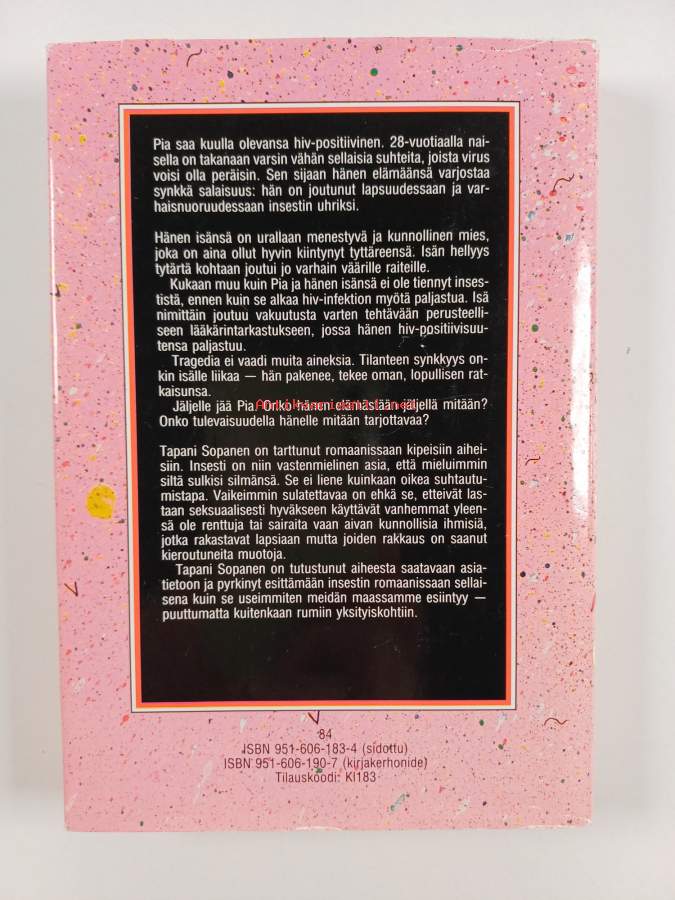 Pia saa kuulla olevansa hiv-positiivinen. 28-vuotiaalla nai-
sella on takanaan varsin vähän sellaisia suhteita, joista virus
voisi olla peräisin. Sen sijaan hänen elämäänsä varjostaa
synkkä salaisuus: hän on joutunut lapsuudessaan ja var-
haisnuoruudessaan insestin uhriksi.
Hänen isänsä on urallaan menestyvä ja kunnollinen mies,
joka on aina ollut hyvin kiintynyt tyttäreensä. Isän hellyys
tytärtä kohtaan joutui jo varhain väärille raiteille.
Kukaan muu kuin Pia ja hänen isänsä ei ole tiennyt inses-
tistä, ennen kuin se alkaa hiv-infektion myötä paljastua. Isä
nimittäin joutuu vakuutusta varten tehtävään perusteelli-
seen lääkärintarkastukseen, jossa hänen hiv-positiivisuu-
tensa paljastuu.
Tragedia ei vaadi muita aineksia. Tilanteen synkkyys on-
kin isälle liikaa — hän pakenee, tekee oman, lopullisen rat-
kaisunsa.
Jäljelle jää Pia. Onko hänen elämästään jäljellä mitään?
Onko tulevaisuudella hänelle mitään tarjottavaa?
Tapani Sopanen on tarttunut romaanissaan kipeisiin aihei-
siin. Insesti on niin vastenmielinen asia, että mieluimmin
siltä sulkisi silmänsä. Se ei liene kuinkaan oikea suhtautu-
mistapa. Vaikeimmin sulatettavaa on ehkä se, etteivät las-
taan seksuaalisesti hyväkseen käyttävät vanhemmat yleen-
sä ole renttuja tai sairaita vaan aivan kunnollisia ihmisiä,
jotka rakastavat lapsiaan mutta joiden rakkaus on saanut
kieroutuneita muotoja.
Tapani Sopanen on tutustunut aiheesta saatavaan asia-
tietoon ja pyrkinyt esittämään insestin romaanissaan sellai-
sena kuin se useimmiten meidän maassamme esiintyy —
puuttumatta kuitenkaan rumiin yksityiskohtiin.
84
ISBN 951-606-183-4 (sidottu)
ISBN 951-606-190-7 (kirjakerhonide)
Tilauskoodi: KI183